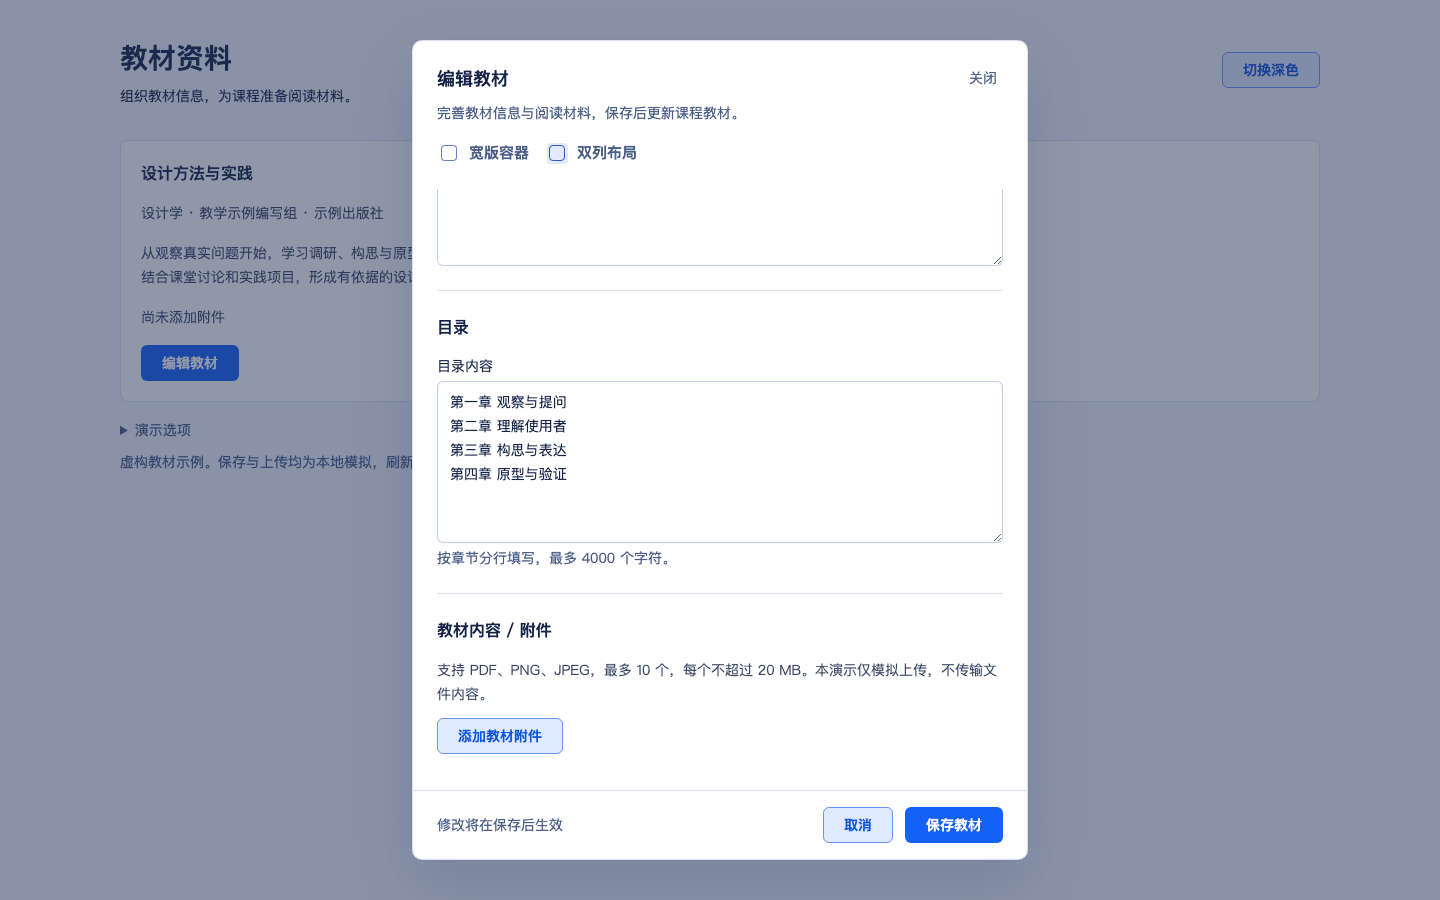 教材资料
组织教材信息，为课程准备阅读材料。
切换深色
设计方法与实践
设计学 · 教学示例编写组 · 示例出版社
从观察真实问题开始，学习调研、构思与原型
结合课堂讨论和实践项目，形成有依据的设计
尚未添加附件
编辑教材
演示选项
虚构教材示例。保存与上传均为本地模拟，刷新
编辑教材
关闭
完善教材信息与阅读材料，保存后更新课程教材。
宽版容器
双列布局
目录
目录内容
第一章 观察与提问
第二章 理解使用者
第三章 构思与表达
第四章 原型与验证
按章节分行填写，最多 4000 个字符。
教材内容 / 附件
支持 PDF、PNG、JPEG，最多 10 个，每个不超过 20 MB。本演示仅模拟上传，不传输文
件内容。
添加教材附件
修改将在保存后生效
取消
保存教材